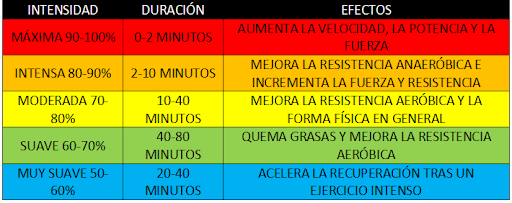 INTENSIDAD DURACIÓN EFECTOS
MÁXIMA 90-100% 0-2 MINUTOS AUMENTA LA VELOCIDAD, LA POTENCIA Y LA
FUERZA
INTENSA 80-90% 2-10 MINUTOS MEJORA LA RESISTENCIA ANAERÓBICA E
INCREMENTA LA FUERZA Y RESISTENCIA
MODERADA 70- 10-40 MEJORA LA RESISTENCIA AERÓBICA Y LA
80% MINUTOS FORMA FÍSICA EN GENERAL
SUAVE 60-70% 40-80 QUEMA GRASAS Y MEJORA LA RESISTENCIA
MINUTOS AERÓBICA
MUY SUAVE 50- 20-40 ACELERA LA RECUPERACIÓN TRAS UN
60% MINUTOS EJERCICIO INTENSO